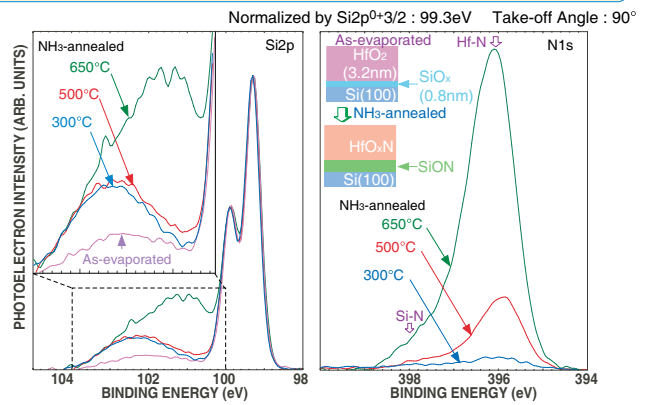 Normalized by Si2p⁰⁺3/2 : 99.3eV Take-off Angle : 90°
PHOTOELECTRON INTENSITY (ARB. UNITS)
NH3-annealed
Si2p
650°C
500°C
300°C
As-evaporated
104
102
100
98
BINDING ENERGY (eV)
As-evaporated
Hf-N
N1s
HfO2
(3.2nm)
SiOx
(0.8nm)
Si(100)
NH3-annealed
HfOxN
SiON
Si(100)
NH3-annealed
650°C
500°C
300°C
Si-N
398
396
394
BINDING ENERGY (eV)